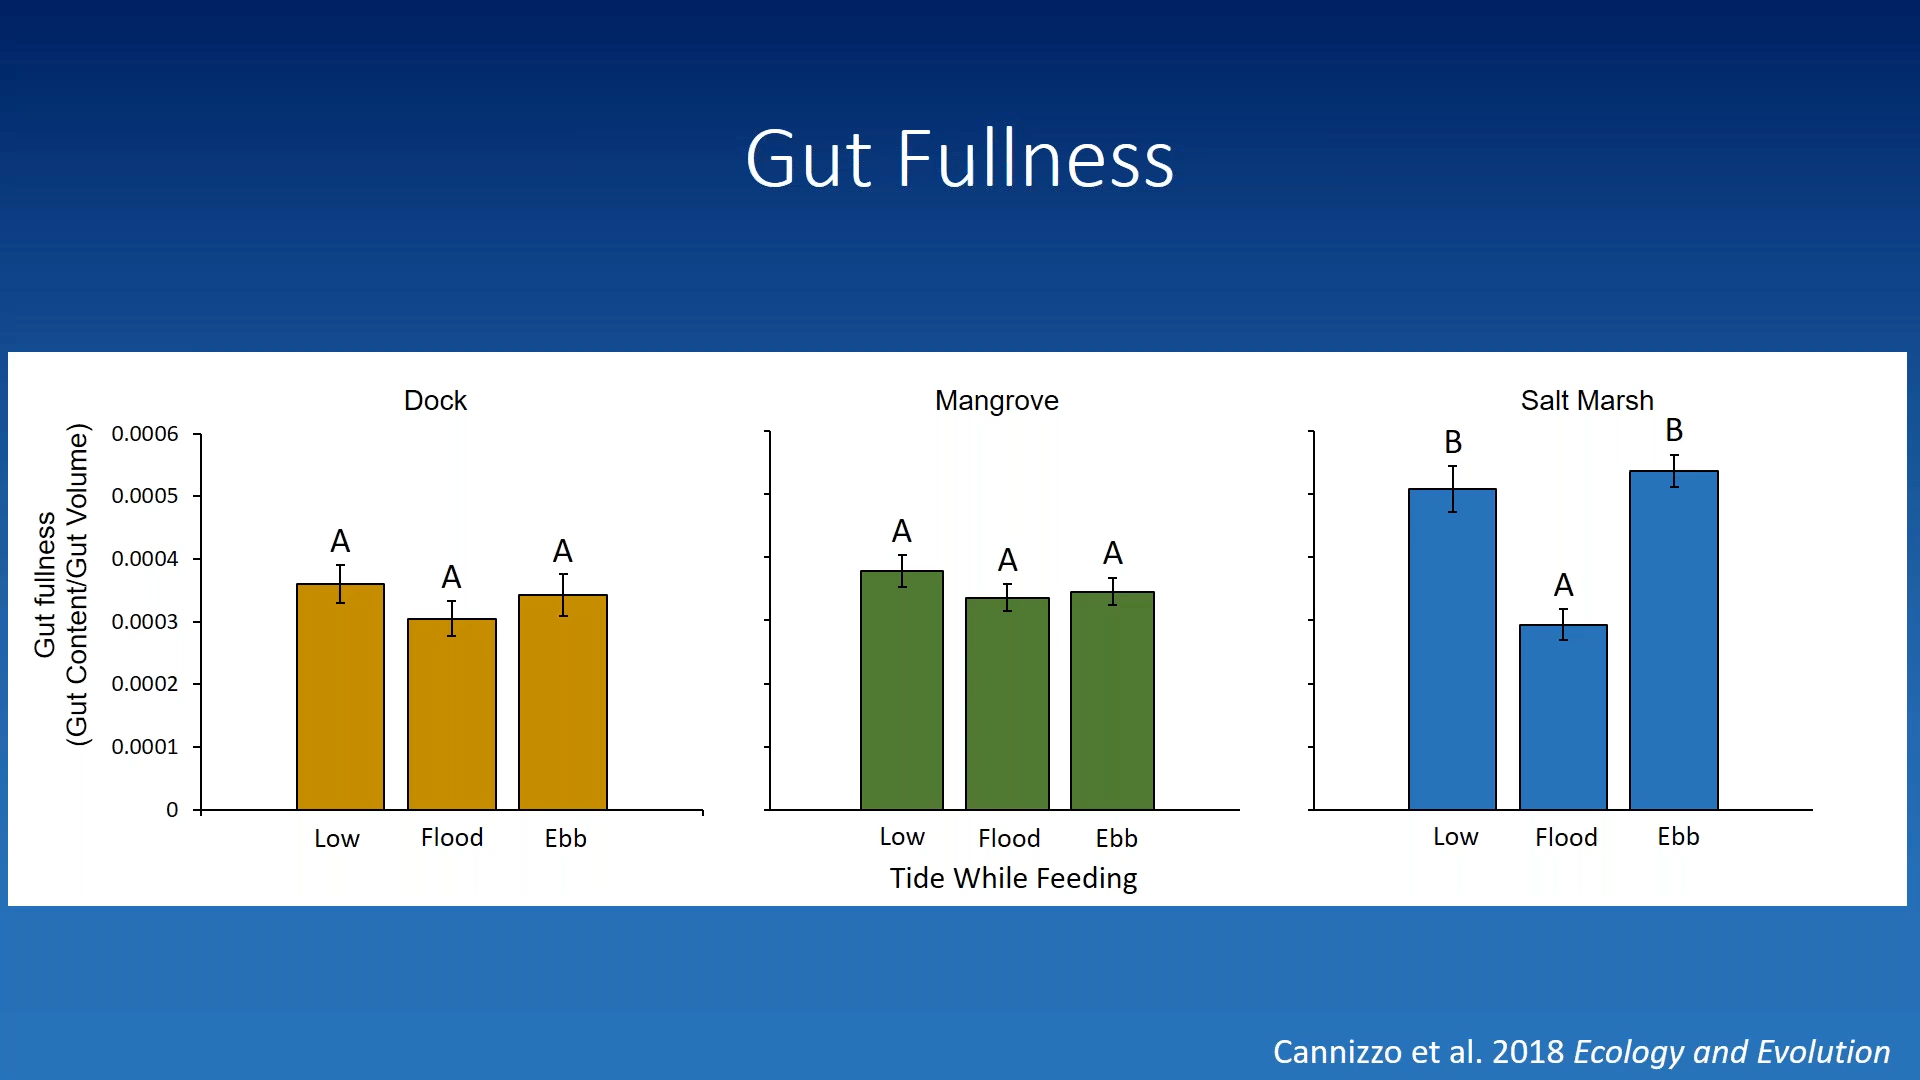 Gut Fullness
Dock
Mangrove
Salt Marsh
Gut fullness
(Gut Content/Gut Volume)
0.0006
0.0005
0.0004
0.0003
0.0002
0.0001
0
A
A
A
A
A
A
B
A
B
Low
Flood
Ebb
Low
Flood
Ebb
Low
Flood
Ebb
Tide While Feeding
Cannizzo et al. 2018 Ecology and Evolution